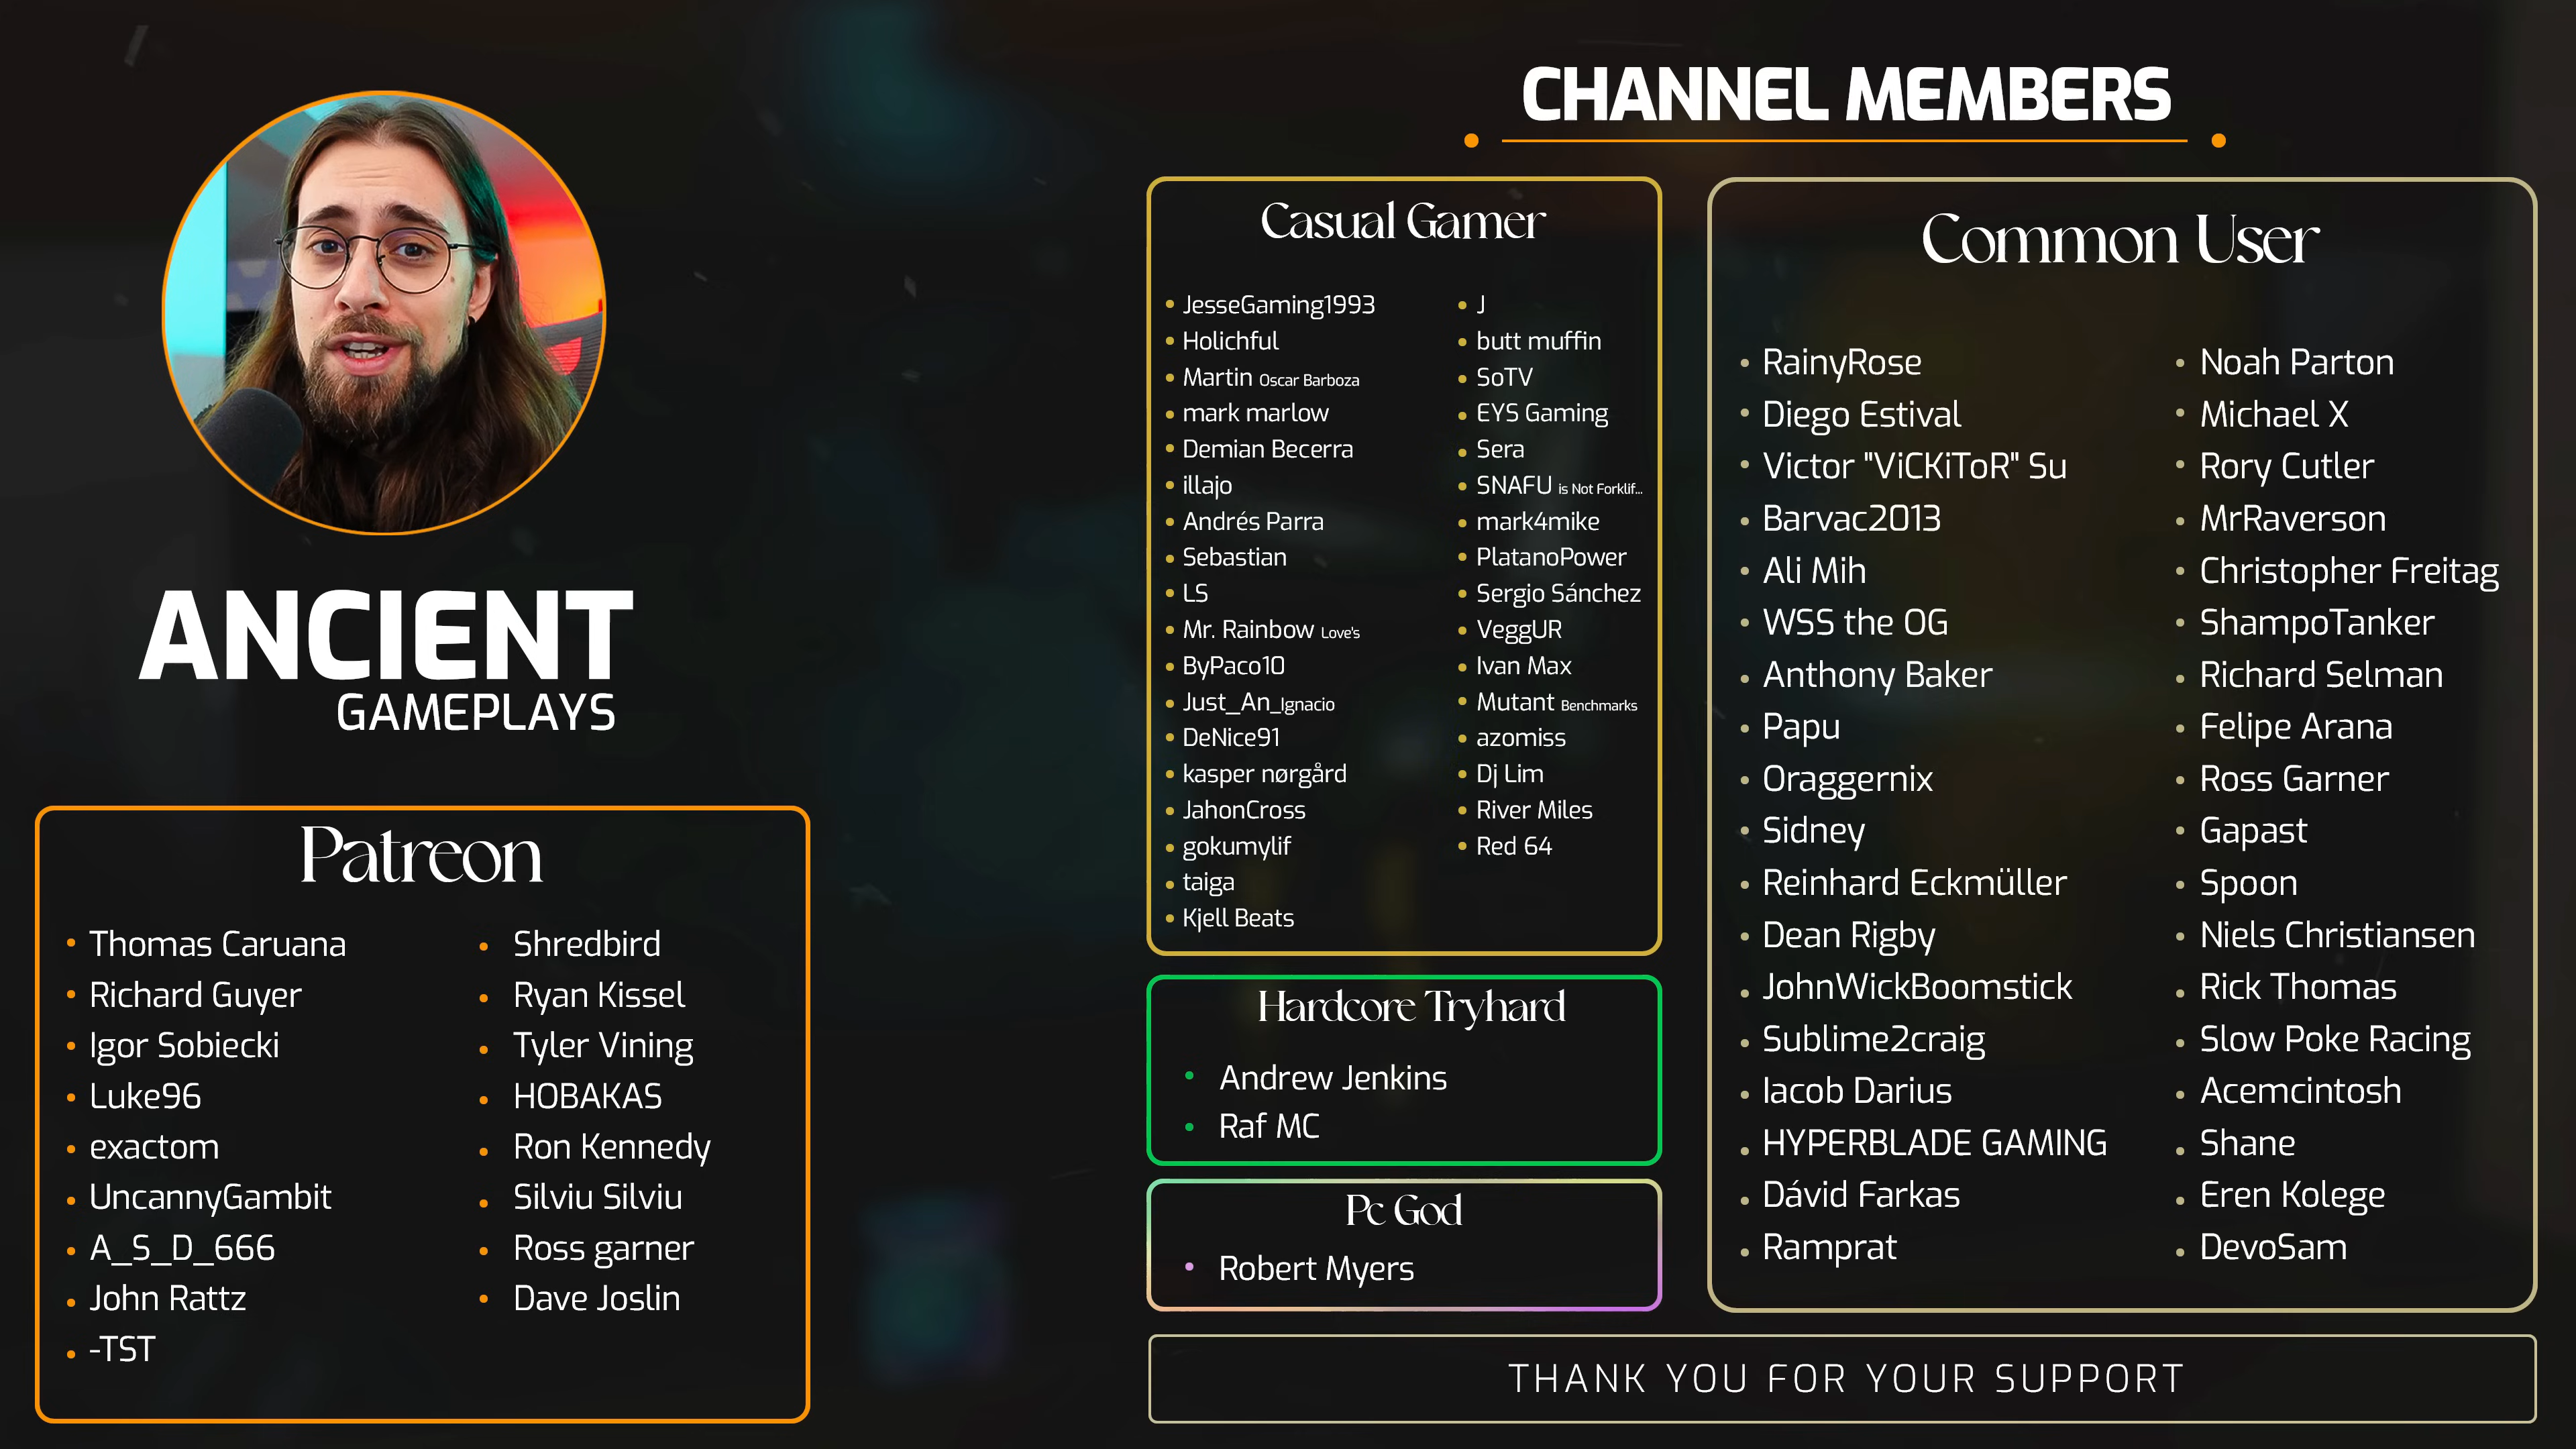 ANCIENT
GAMEPLAYS
Patreon
Thomas Caruana
Richard Guyer
Igor Sobiecki
Luke96
exactom
UncannyGambit
A_S_D_666
John Rattz
-TST
Shredbird
Ryan Kissel
Tyler Vining
HOBAKAS
Ron Kennedy
Silviu Silviu
Ross garner
Dave Joslin
CHANNEL MEMBERS
Casual Gamer
JesseGaming1993
Holichful
Martin Oscar Barboza
mark marlow
Demian Becerra
illajo
Andrés Parra
Sebastian
LS
Mr. Rainbow Love's
ByPaco10
Just_An_Ignacio
DeNice91
kasper nørgård
JahonCross
gokumylif
taiga
Kjell Beats
J
butt muffin
SoTV
EYS Gaming
Sera
SNAFU is Not Forklif...
mark4mike
PlatanoPower
Sergio Sánchez
VeggUR
Ivan Max
Mutant Benchmarks
azomiss
Dj Lim
River Miles
Red 64
Hardcore Tryhard
Andrew Jenkins
Raf MC
Pc God
Robert Myers
Common User
RainyRose
Diego Estival
Victor "ViCKiToR" Su
Barvac2013
Ali Mih
WSS the OG
Anthony Baker
Papu
Oraggernix
Sidney
Reinhard Eckmüller
Dean Rigby
JohnWickBoomstick
Sublime2craig
Iacob Darius
HYPERBLADE GAMING
Dávid Farkas
Ramprat
Noah Parton
Michael X
Rory Cutler
MrRaverson
Christopher Freitag
ShampoTanker
Richard Selman
Felipe Arana
Ross Garner
Gapast
Spoon
Niels Christiansen
Rick Thomas
Slow Poke Racing
Acemcintosh
Shane
Eren Kolege
DevoSam
THANK YOU FOR YOUR SUPPORT